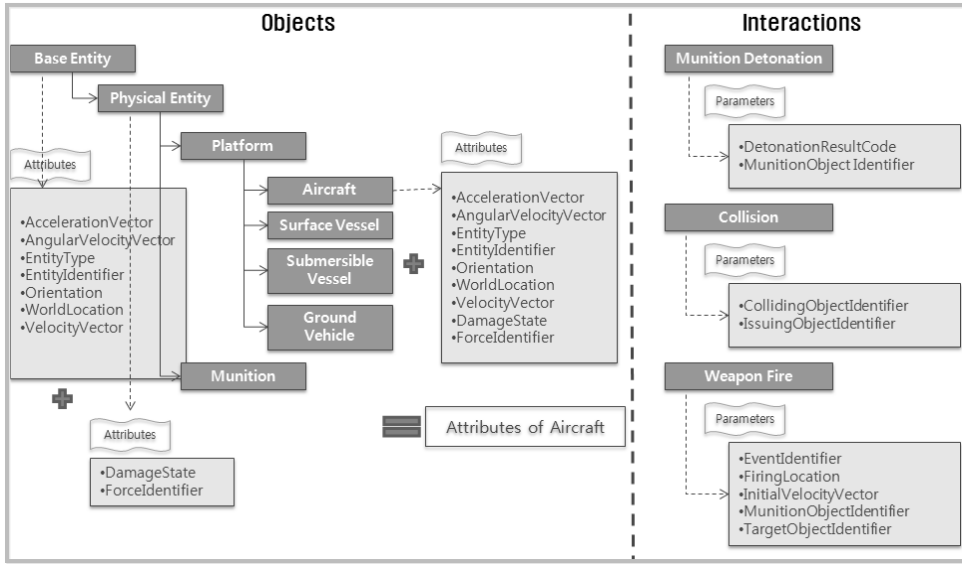 Objects
Base Entity
Physical Entity
Platform
Attributes
Attributes
Aircraft
•AccelerationVector
•AngularVelocityVector
•EntityType
•EntityIdentifier
•Orientation
•WorldLocation
•VelocityVector
Surface Vessel
Submersible
Vessel
Ground
Vehicle
•AccelerationVector
•AngularVelocityVector
•EntityType
•EntityIdentifier
•Orientation
•WorldLocation
•VelocityVector
•DamageState
•ForceIdentifier
Munition
Attributes
•DamageState
•ForceIdentifier
Attributes of Aircraft
Interactions
Munition Detonation
Parameters
•DetonationResultCode
•MunitionObject Identifier
Collision
Parameters
•CollidingObjectIdentifier
•IssuingObjectIdentifier
Weapon Fire
Parameters
•EventIdentifier
•FiringLocation
•InitialVelocityVector
•MunitionObjectIdentifier
•TargetObjectIdentifier